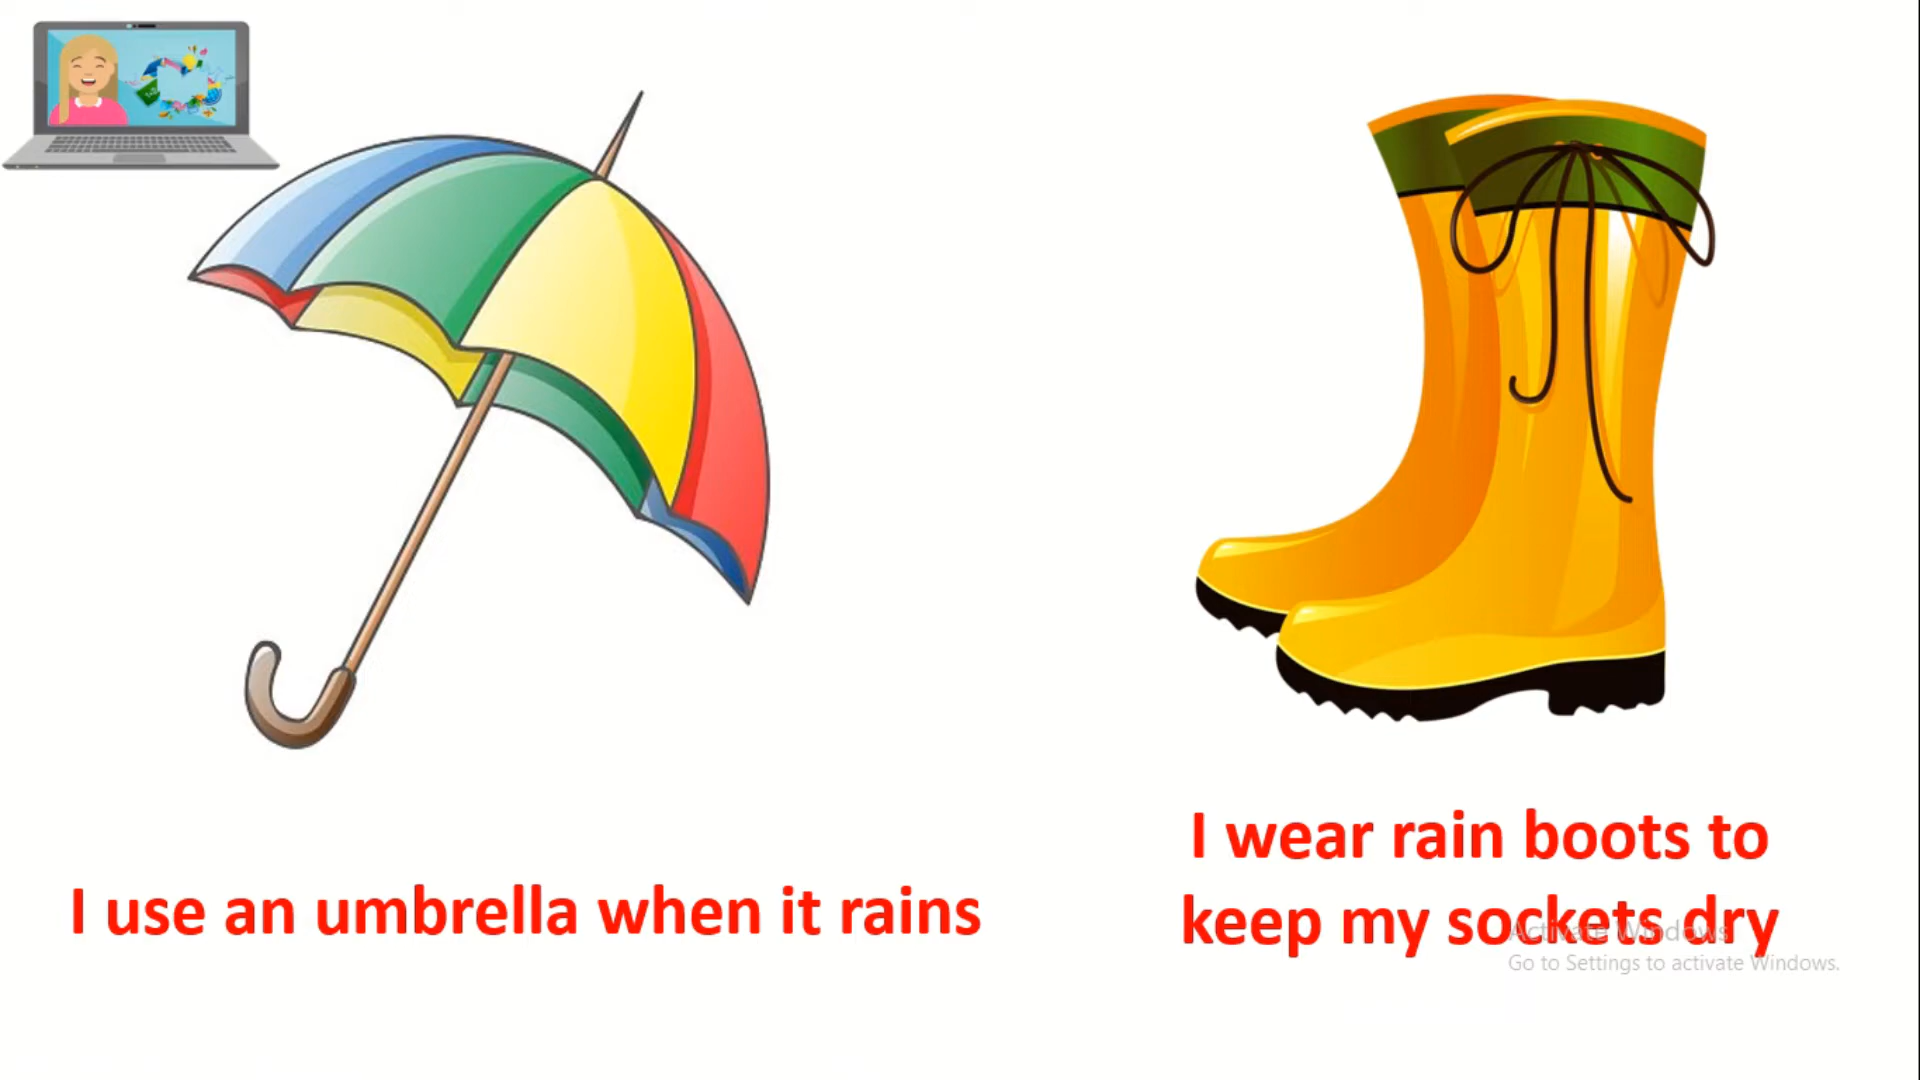 I use an umbrella when it rains
I wear rain boots to
keep my sockets dry
Activate Windows
Go to Settings to activate Windows.